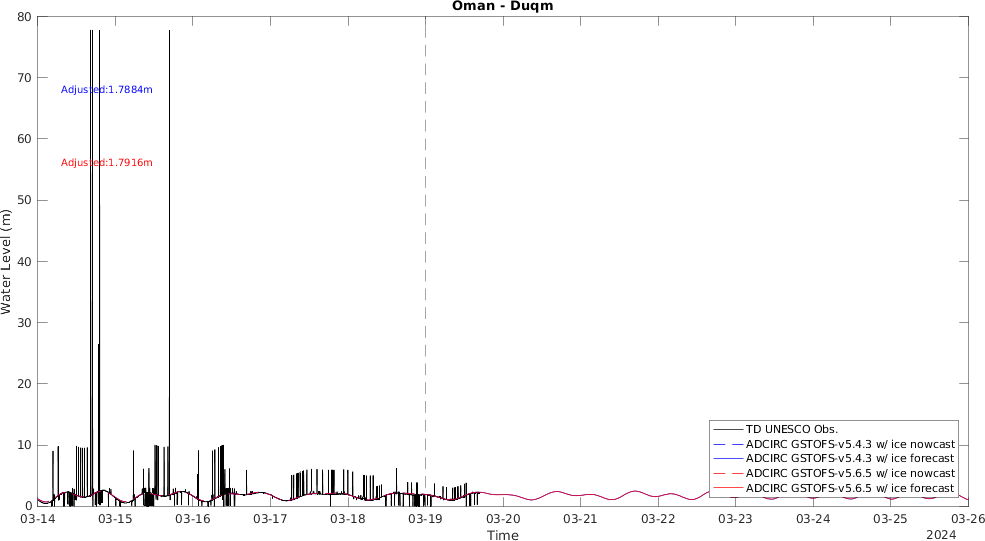 Oman - Duqm
80
70
60
50
40
30
20
10
0
Water Level (m)
Adjusted:1.7884m
Adjusted:1.7916m
TD UNESCO Obs.
ADCIRC GSTOFS-v5.4.3 w/ ice nowcast
ADCIRC GSTOFS-v5.4.3 w/ ice forecast
ADCIRC GSTOFS-v5.6.5 w/ ice nowcast
ADCIRC GSTOFS-v5.6.5 w/ ice forecast
03-14 03-15 03-16 03-17 03-18 03-19 03-20 03-21 03-22 03-23 03-24 03-25 03-26
Time
2024